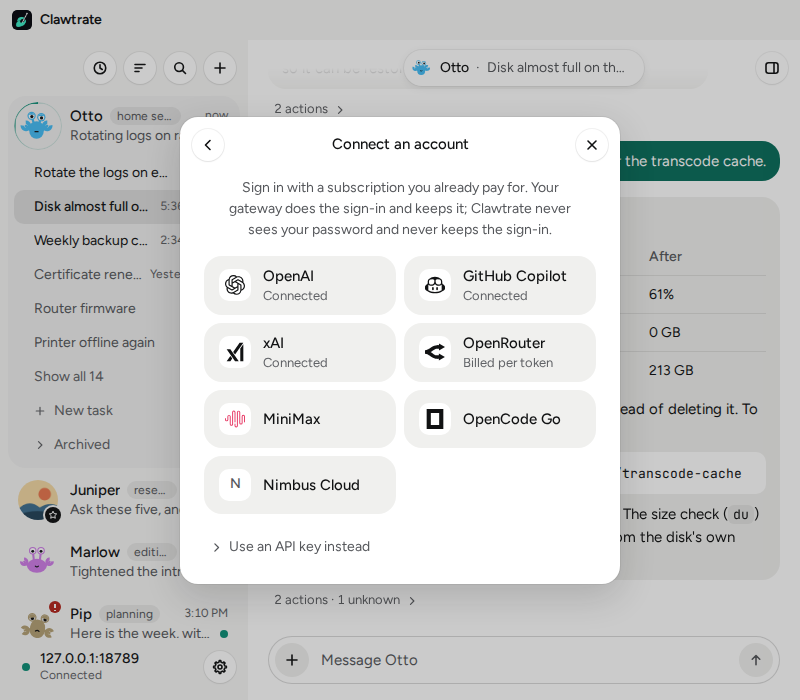 Clawtrate
Otto · Disk almost full on th...
2 actions
Otto home se... now
Rotating logs on
Rotate the logs on e...
Disk almost full o... 5:36
Weekly backup c... 2:34
Certificate rene... Yeste
Router firmware
Printer offline again
Show all 14
New task
Archived
Juniper rese...
Ask these five, an
Marlow editi...
Tightened the intr
Pip planning 3:10 PM
Here is the week. wit...
127.0.0.1:18789
Connected
Connect an account
Sign in with a subscription you already pay for. Your
gateway does the sign-in and keeps it; Clawtrate never
sees your password and never keeps the sign-in.
OpenAI
Connected
GitHub Copilot
Connected
xAI
Connected
OpenRouter
Billed per token
MiniMax
OpenCode Go
N Nimbus Cloud
Use an API key instead
the transcode cache.
After
61%
0 GB
213 GB
ead of deleting it. To
/transcode-cache
The size check (du)
om the disk's own
2 actions · 1 unknown
Message Otto